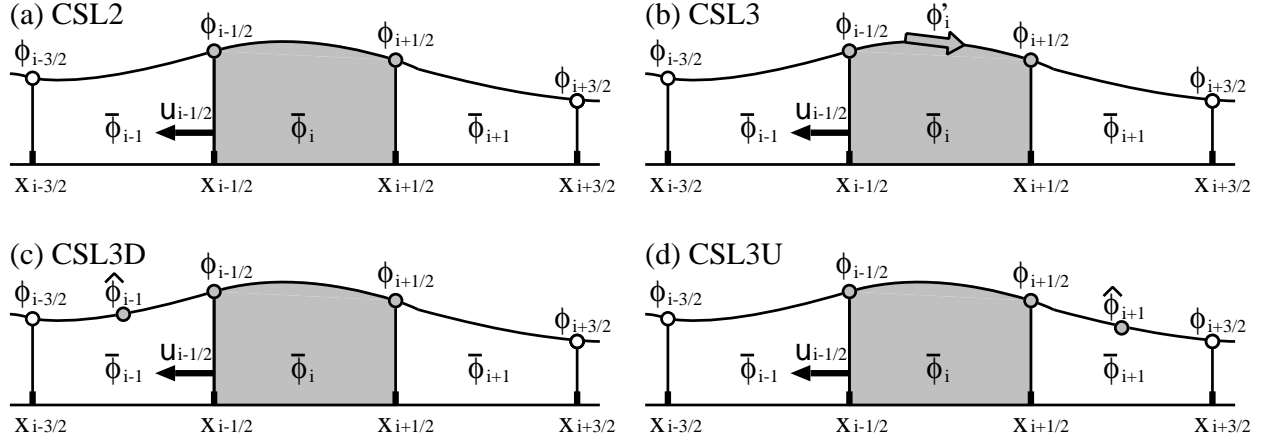 (a) CSL2
ϕi-3/2 ϕi-1/2 ϕi+1/2 ϕi+3/2
ϕ̄i-1 ui-1/2 ϕ̄i ϕ̄i+1
xi-3/2 xi-1/2 xi+1/2 xi+3/2
(b) CSL3
ϕi-3/2 ϕi-1/2 ϕ'i ϕi+1/2 ϕi+3/2
ϕ̄i-1 ui-1/2 ϕ̄i ϕ̄i+1
xi-3/2 xi-1/2 xi+1/2 xi+3/2
(c) CSL3D
ϕi-3/2 ϕ̂i-1 ϕi-1/2 ϕi+1/2 ϕi+3/2
ϕ̄i-1 ui-1/2 ϕ̄i ϕ̄i+1
xi-3/2 xi-1/2 xi+1/2 xi+3/2
(d) CSL3U
ϕi-3/2 ϕi-1/2 ϕi+1/2 ϕ̂i+1 ϕi+3/2
ϕ̄i-1 ui-1/2 ϕ̄i ϕ̄i+1
xi-3/2 xi-1/2 xi+1/2 xi+3/2